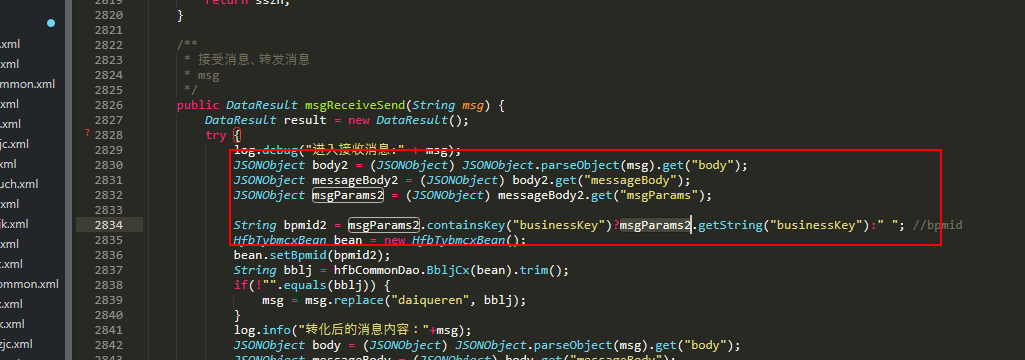 2819 return sszh;
.xml 2820 }
2821
.xml 2822 /**
.xml 2823 * 接受消息、转发消息
mmon.xml 2824 * msg
.xml 2825 */
.xml 2826 public DataResult msgReceiveSend(String msg) {
.xml 2827 DataResult result = new DataResult();
jc.xml ? 2828 try {
.xml 2829 log.debug("进入接收消息:" + msg);
2830 JSONObject body2 = (JSONObject) JSONObject.parseObject(msg).get("body");
uch.xml 2831 JSONObject messageBody2 = (JSONObject) body2.get("messageBody");
.xml 2832 JSONObject msgParams2 = (JSONObject) messageBody2.get("msgParams");
2833
jk.xml 2834 String bpmid2 = msgParams2.containsKey("businessKey")?msgParams2.getString("businessKey"):" "; //bpmid
.xml 2835 HfbTybmcxBean bean = new HfbTybmcxBean();
.xml 2836 bean.setBpmid(bpmid2);
2837 String bblj = hfbCommonDao.BbljCx(bean).trim();
ommon.xml 2838 if(!"".equals(bblj)) {
.xml 2839 msg = msg.replace("daiqueren", bblj);
k.xml 2840 }
2841 log.info("转化后的消息内容："+msg);
zjc.xml 2842 JSONObject body = (JSONObject) JSONObject.parseObject(msg).get("body");
2843 JSONObject messageBody = (JSONObject) body.get("messageBody");